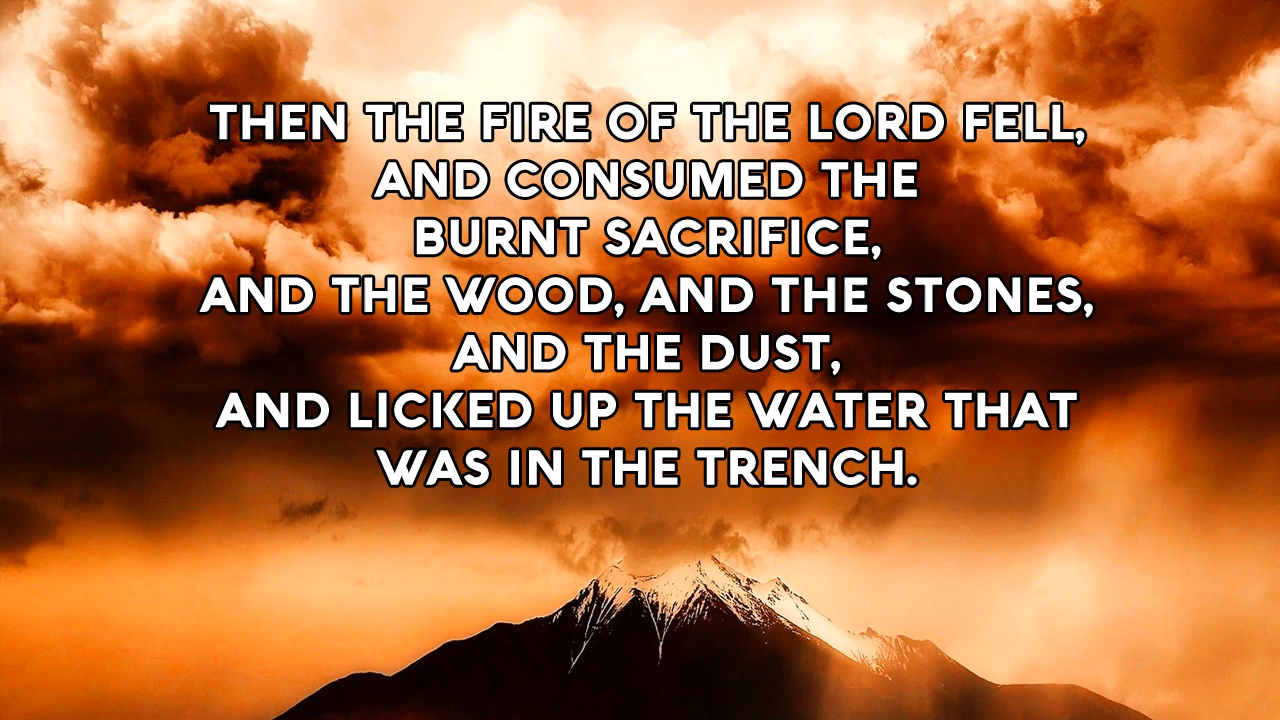 THEN THE FIRE OF THE LORD FELL,
AND CONSUMED THE
BURNT SACRIFICE,
AND THE WOOD, AND THE STONES,
AND THE DUST,
AND LICKED UP THE WATER THAT
WAS IN THE TRENCH.